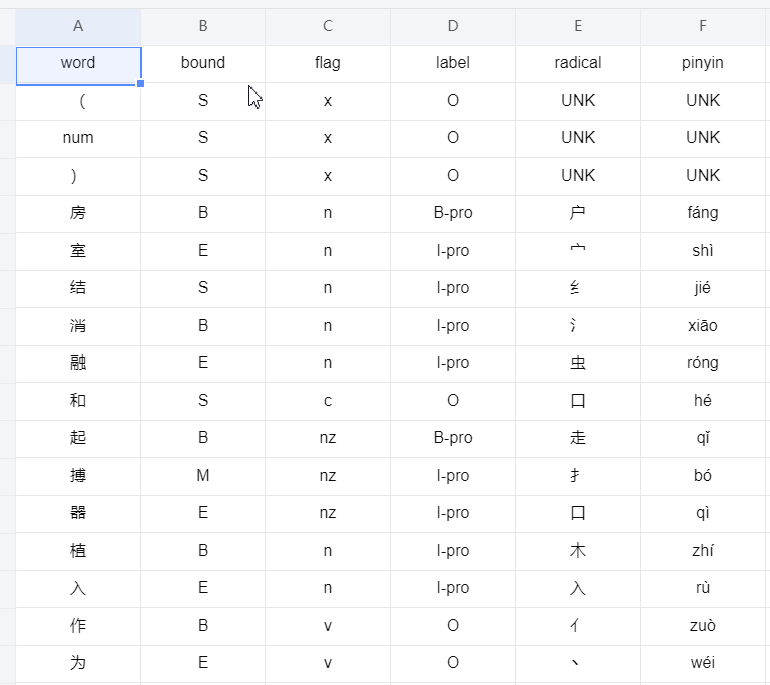 A B C D E F
word bound flag label radical pinyin
（ S x O UNK UNK
num S x O UNK UNK
） S x O UNK UNK
房 B n B-pro 户 fáng
室 E n I-pro 宀 shì
结 S n I-pro 纟 jié
消 B n I-pro 氵 xiāo
融 E n I-pro 虫 róng
和 S c O 口 hé
起 B nz B-pro 走 qǐ
搏 M nz I-pro 扌 bó
器 E nz I-pro 口 qì
植 B n I-pro 木 zhí
入 E n I-pro 入 rù
作 B v O 亻 zuò
为 E v O 丶 wéi